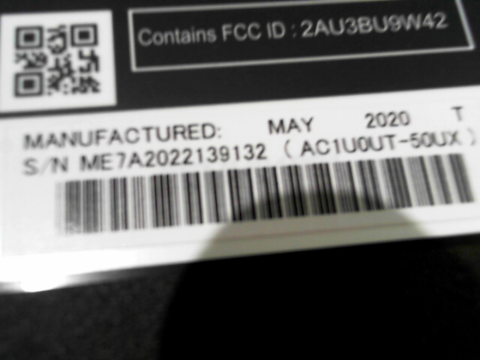 Contains FCC ID : 2AU3BU9W42
MANUFACTURED: MAY 2020 T
S/N ME7A2022139132 ( AC1U0UT-50UX )